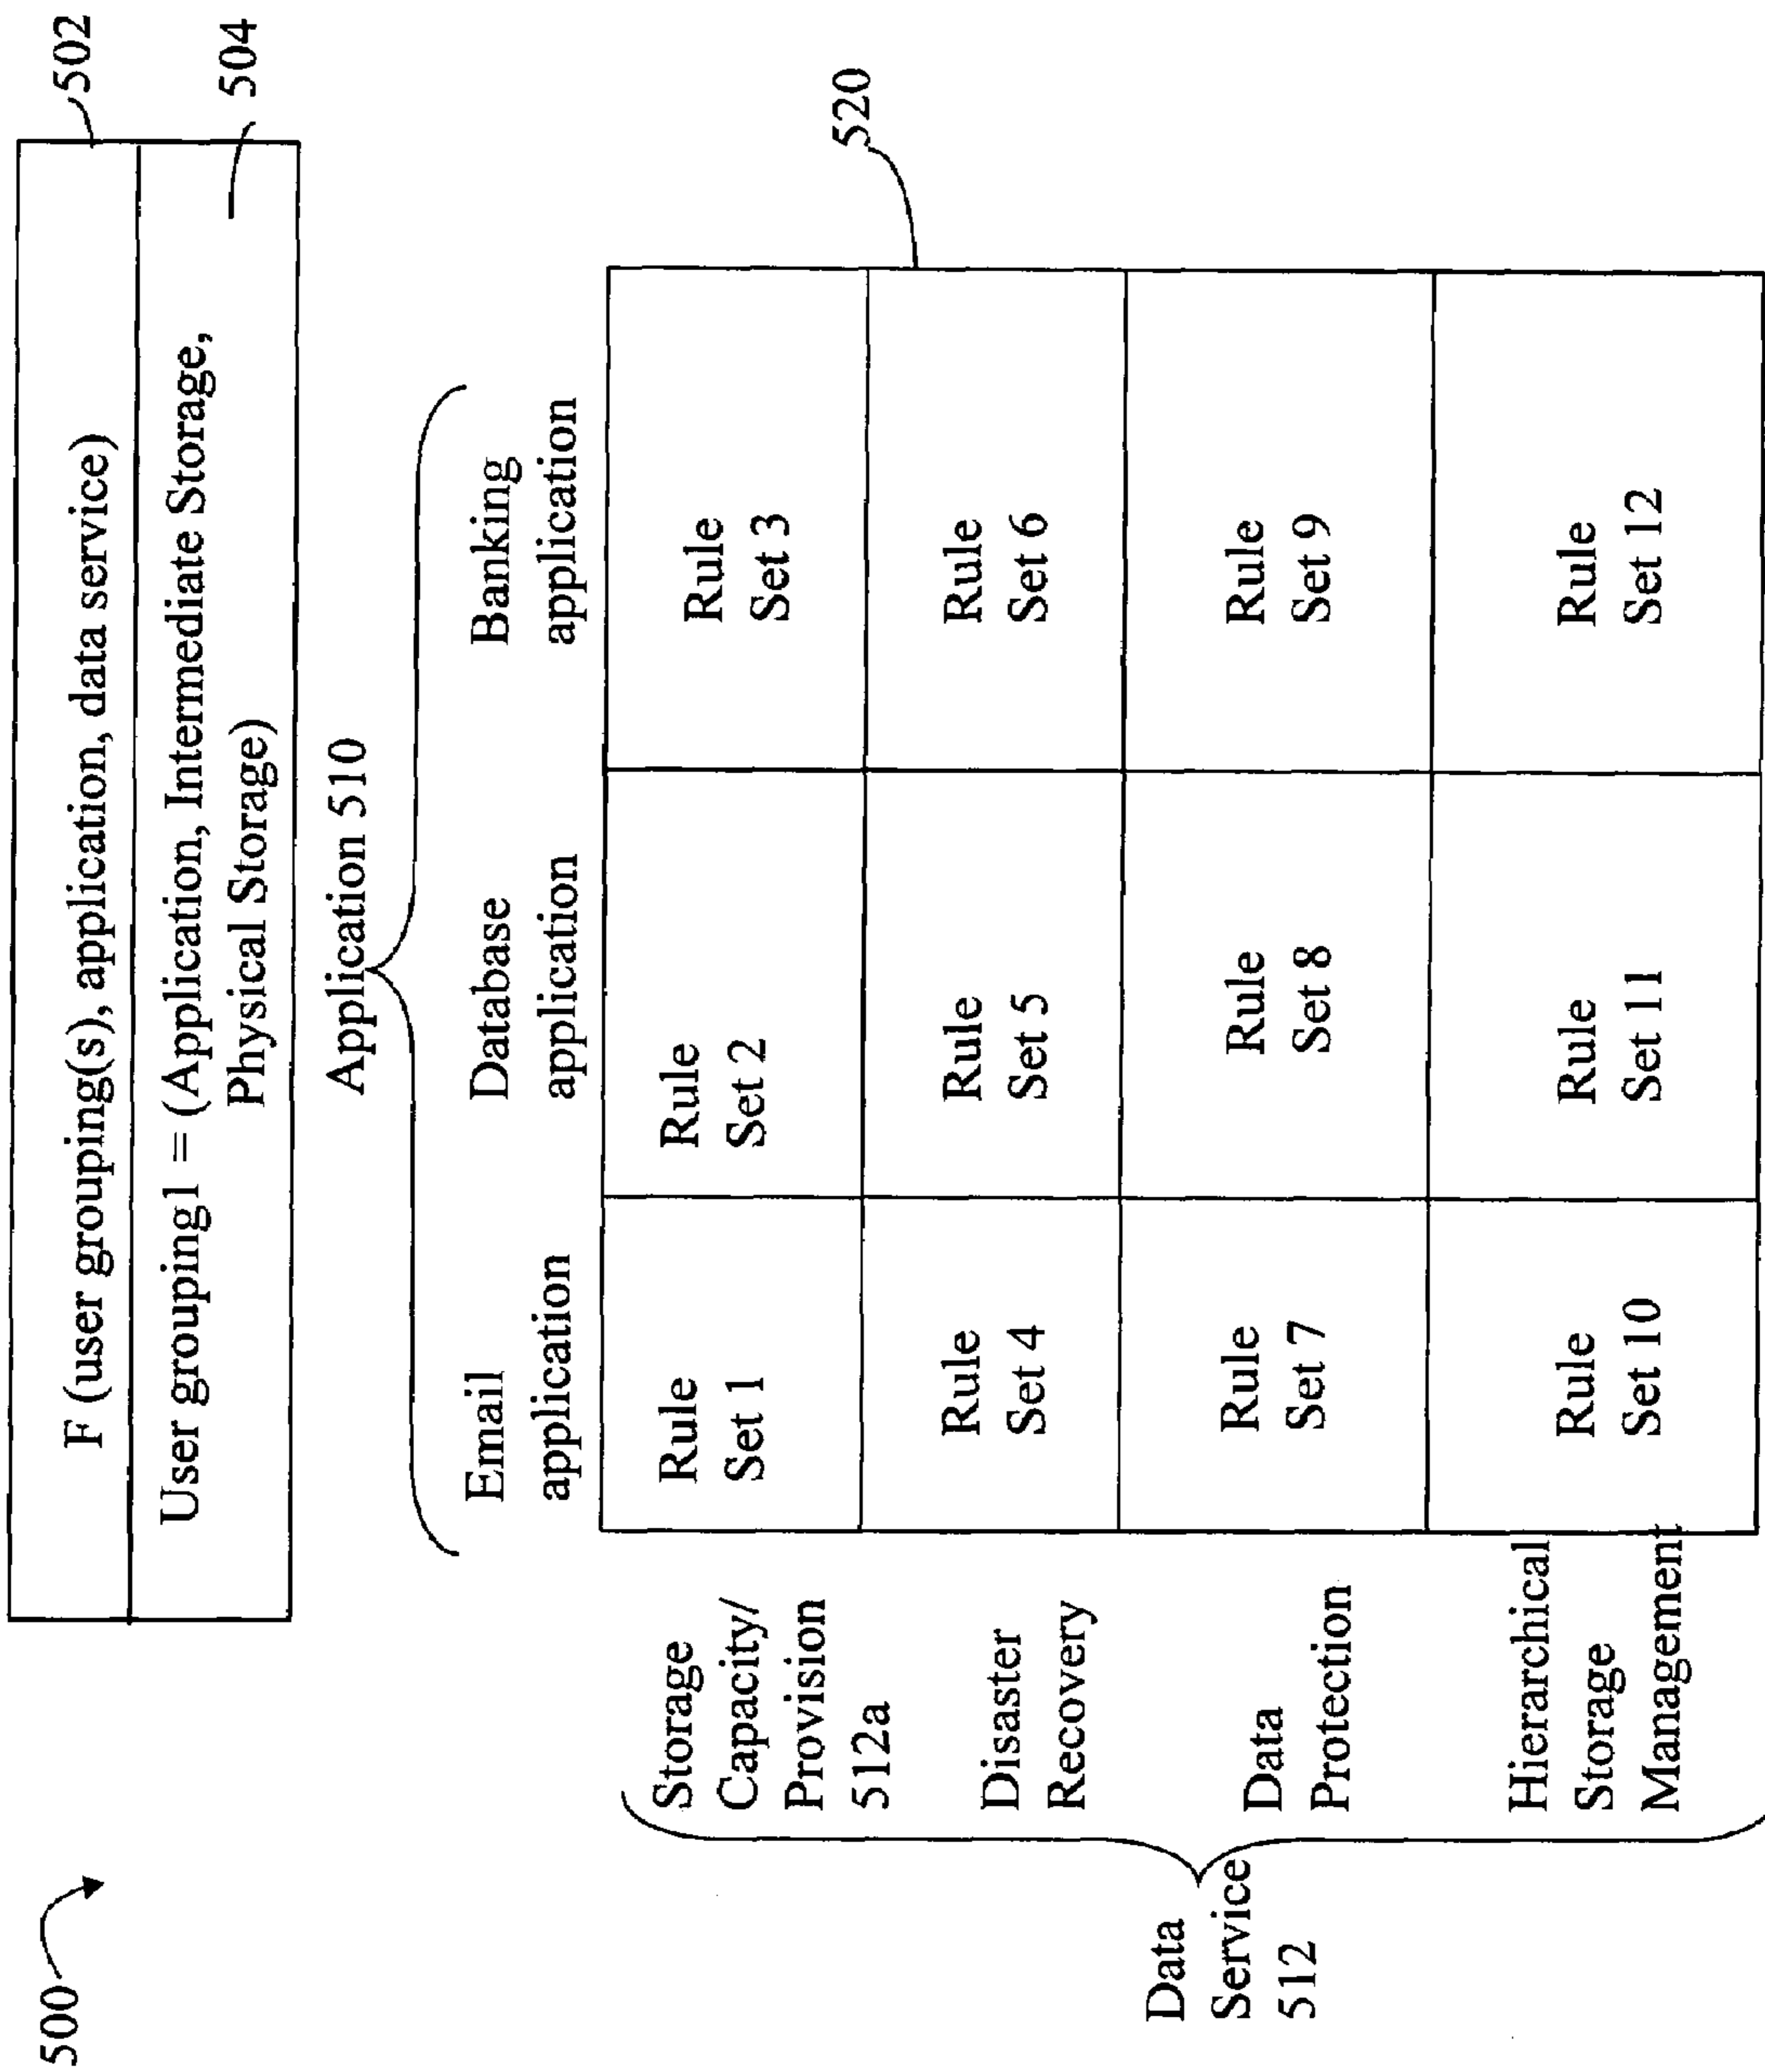 500
502
F (user grouping(s), application, data service)
504
User grouping1 = (Application, Intermediate Storage,
Physical Storage)
Application 510
Email
application
Database
application
Banking
application
520
Data
Service
512
Storage
Capacity/
Provision
512a
Rule
Set 1
Rule
Set 2
Rule
Set 3
Disaster
Recovery
Rule
Set 4
Rule
Set 5
Rule
Set 6
Data
Protection
Rule
Set 7
Rule
Set 8
Rule
Set 9
Hierarchical
Storage
Management
Rule
Set 10
Rule
Set 11
Rule
Set 12